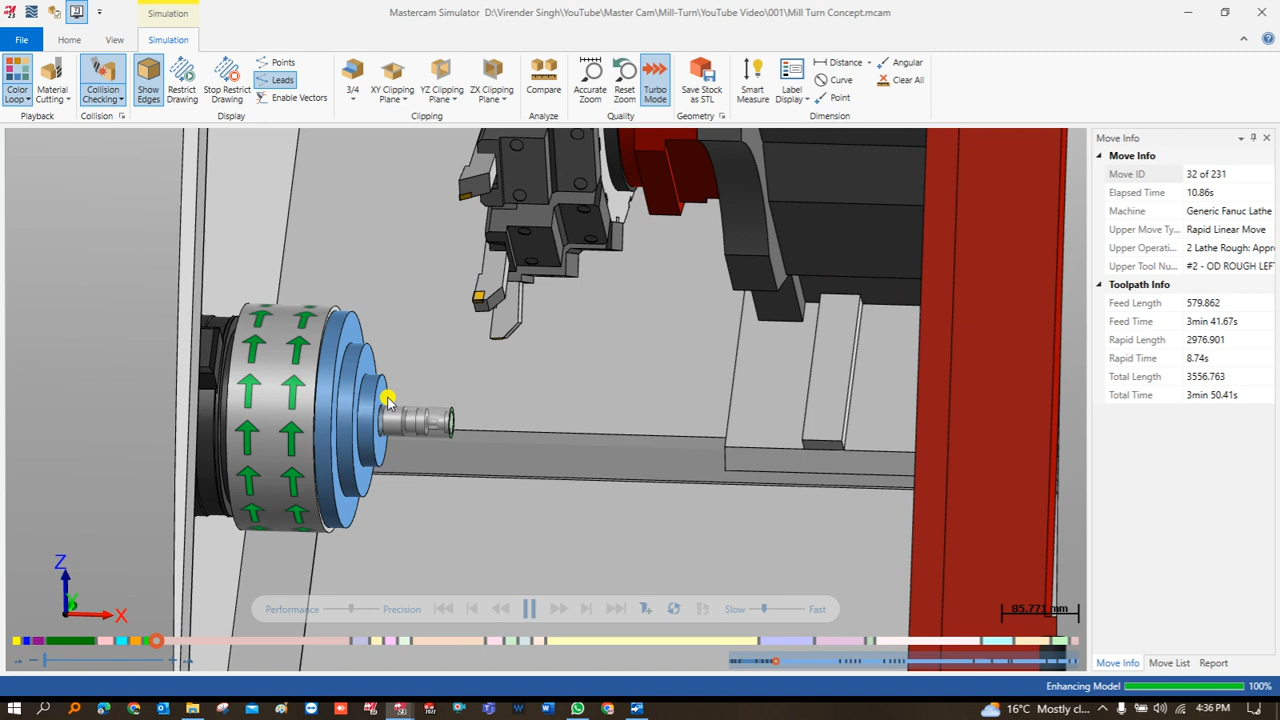 Simulation
Mastercam Simulator  D:\Virender Singh\YouTube\Master Cam\Mill-Turn\YouTube Video\001\Mill Turn Concept.mcam
File
Home
View
Simulation
Color Loop
Material Cutting
Playback
Collision Checking
Collision
Show Edges
Restrict Drawing
Stop Restrict Drawing
Points
Leads
Enable Vectors
Display
3/4
XY Clipping Plane
YZ Clipping Plane
ZX Clipping Plane
Clipping
Compare
Analyze
Accurate Zoom
Reset Zoom
Turbo Mode
Quality
Save Stock as STL
Geometry
Smart Measure
Label Display
Distance
Curve
Point
Angular
Clear All
Dimension
Move Info
Move Info
Move ID 32 of 231
Elapsed Time 10.86s
Machine Generic Fanuc Lathe
Upper Move Ty... Rapid Linear Move
Upper Operati... 2 Lathe Rough: Appr
Upper Tool Nu... #2 - OD ROUGH LEFT
Toolpath Info
Feed Length 579.862
Feed Time 3min 41.67s
Rapid Length 2976.901
Rapid Time 8.74s
Total Length 3556.763
Total Time 3min 50.41s
Z
X
Performance
Precision
Slow
Fast
85.771 mm
Move Info
Move List
Report
Enhancing Model
100%
16°C Mostly cl...
4:36 PM